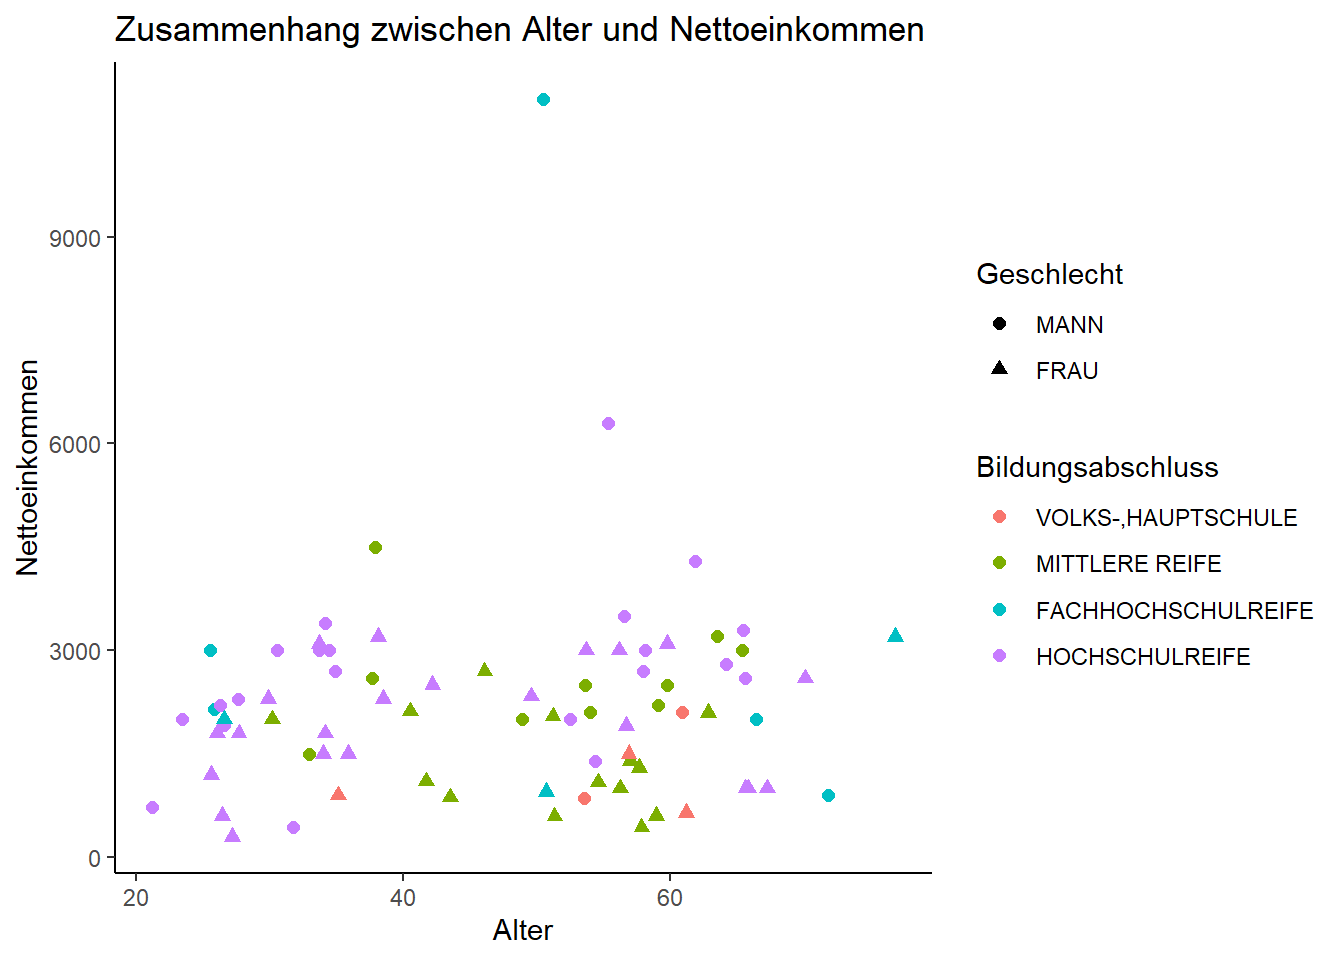 Zusammenhang zwischen Alter und Nettoeinkommen
Nettoeinkommen
9000
6000
3000
0
20 40 60
Alter
Geschlecht
MANN
FRAU
Bildungsabschluss
VOLKS-,HAUPTSCHULE
MITTLERE REIFE
FACHHOCHSCHULREIFE
HOCHSCHULREIFE